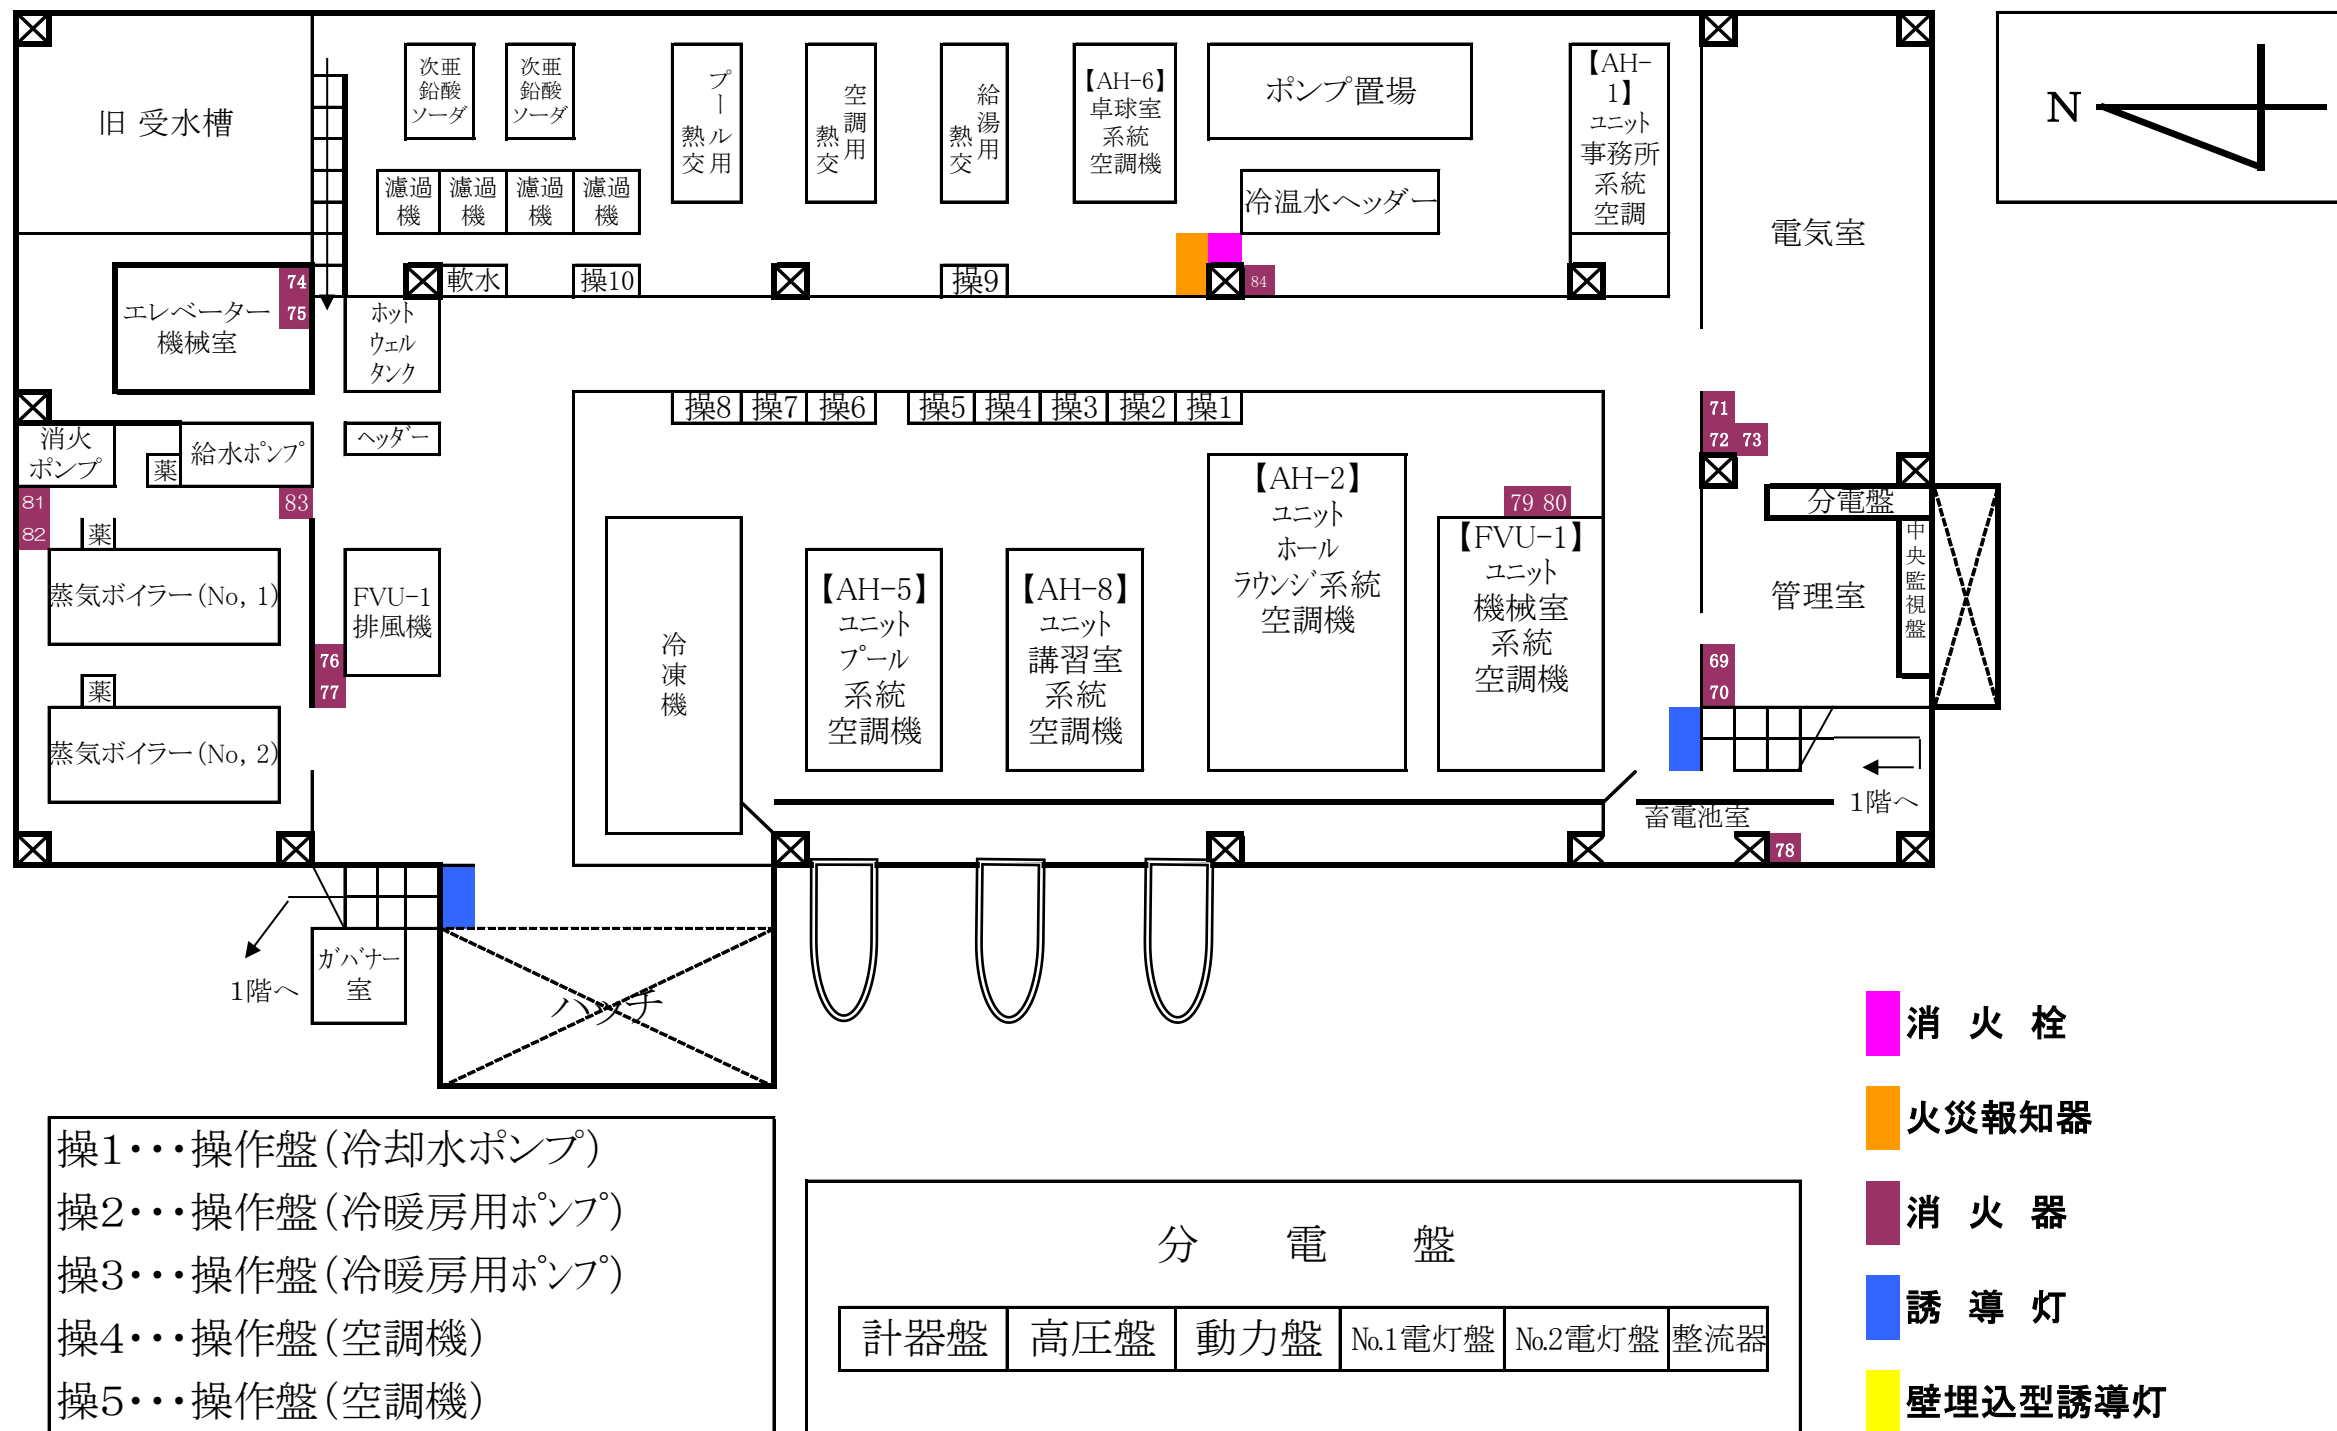 旧 受水槽
次亜
鉛酸
ソーダ
次亜
鉛酸
ソーダ
プール用
熱交
空調用
熱交
給湯用
熱交
【AH-6】
卓球室
系統
空調機
ポンプ置場
【AH-
1】
ユニット
事務所
系統
空調
N
濾過
機
濾過
機
濾過
機
濾過
機
冷温水ヘッダー
電気室
軟水
操10
操9
84
74
75
エレベーター
機械室
ホット
ウェル
タンク
操8
操7
操6
操5
操4
操3
操2
操1
71
72 73
消火
ポンプ
薬
給水ポンプ
ヘッダー
81
82
83
薬
蒸気ボイラー(No, 1)
FVU-1
排風機
76
77
薬
蒸気ボイラー(No, 2)
冷凍機
【AH-5】
ユニット
プール
系統
空調機
【AH-8】
ユニット
講習室
系統
空調機
【AH-2】
ユニット
ホール
ラウンジ系統
空調機
79 80
【FVU-1】
ユニット
機械室
系統
空調機
分電盤
中央監視盤
管理室
69
70
1階へ
畜電池室
78
1階へ
ガバナー
室
ハッチ
消 火 栓
火災報知器
消 火 器
誘 導 灯
壁埋込型誘導灯
操1・・・操作盤(冷却水ポンプ)
操2・・・操作盤(冷暖房用ポンプ)
操3・・・操作盤(冷暖房用ポンプ)
操4・・・操作盤(空調機)
操5・・・操作盤(空調機)
分 電 盤
計器盤
高圧盤
動力盤
№1電灯盤
№2電灯盤
整流器